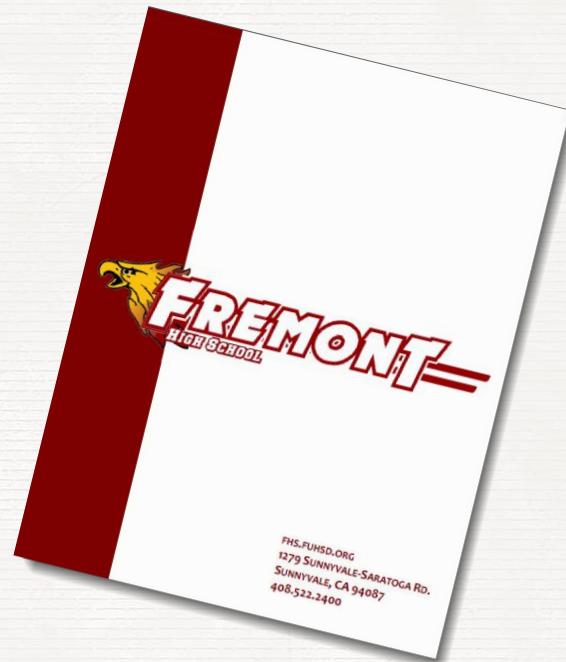 FREMONT
HIGH SCHOOL
FHS.FUHSD.ORG
1279 SUNNYVALE-SARATOGA RD.
SUNNYVALE, CA 94087
408.522.2400